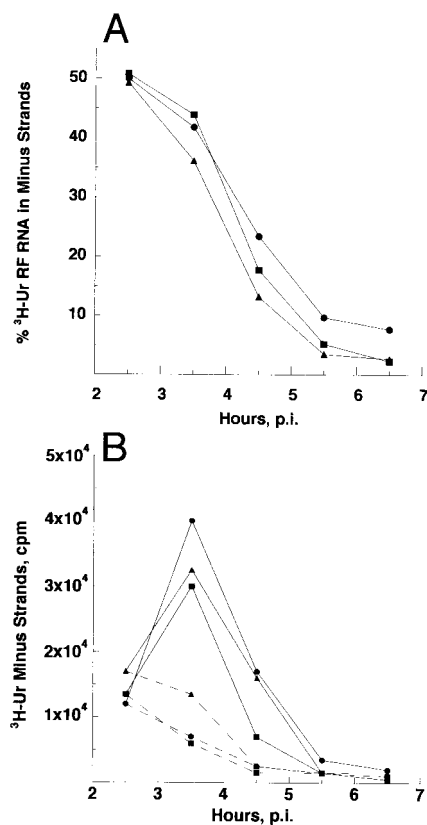 A
% ³H-Ur RF RNA in Minus Strands
50
40
30
20
10
2 3 4 5 6 7
Hours, p.i.
B
³H-Ur Minus Strands, cpm
5x10⁴
4x10⁴
3x10⁴
2x10⁴
1x10⁴
2 3 4 5 6 7
Hours, p.i.